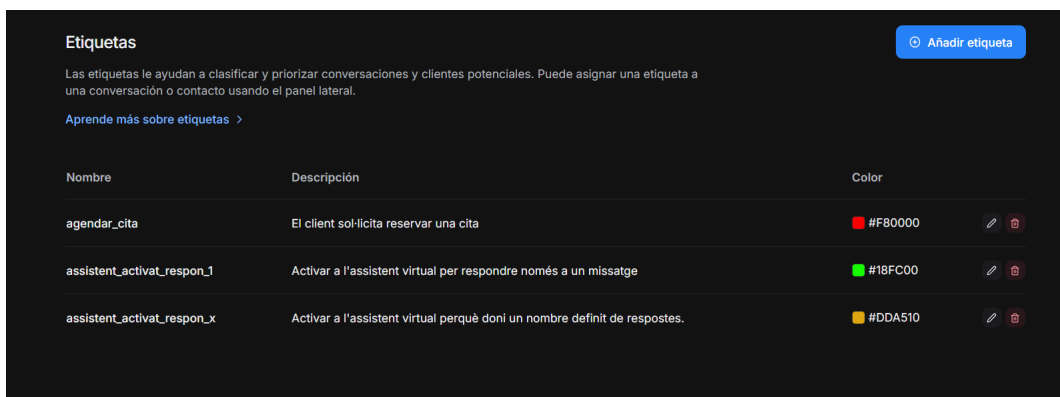 Etiquetas
Añadir etiqueta
Las etiquetas le ayudan a clasificar y priorizar conversaciones y clientes potenciales. Puede asignar una etiqueta a
una conversación o contacto usando el panel lateral.
Aprende más sobre etiquetas >
Nombre Descripción Color
agendar_cita El client sol·licita reservar una cita #F80000
assistent_activat_respon_1 Activar a l'assistent virtual per respondre només a un missatge #18FC00
assistent_activat_respon_x Activar a l'assistent virtual perquè doni un nombre definit de respostes. #DDA510